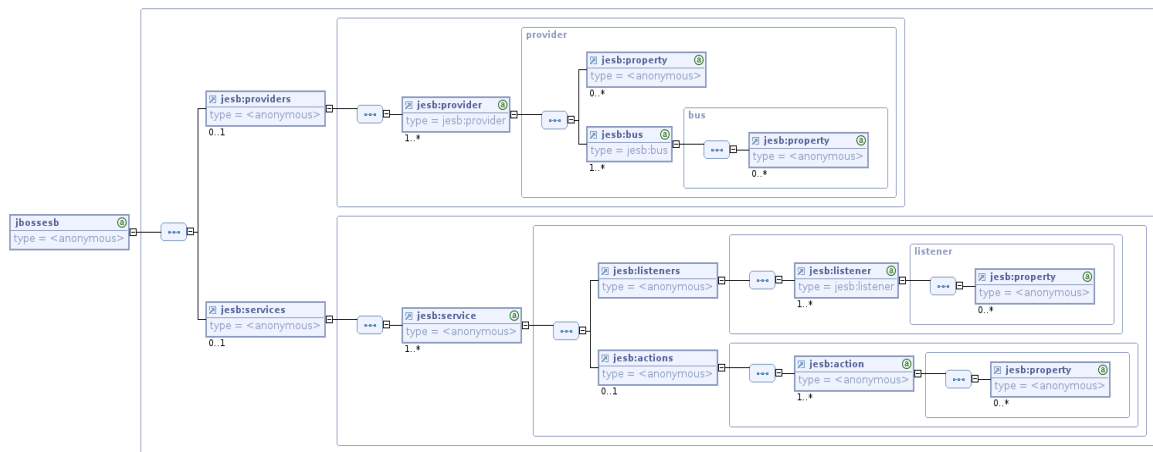 provider
jesb:property a
type = <anonymous>
0..*
jesb:providers
type = <anonymous>
0..1
jesb:provider a
type = jesb:provider
1..*
bus
jesb:bus a
type = jesb:bus
1..*
jesb:property a
type = <anonymous>
0..*
jbossesb a
type = <anonymous>
listener
jesb:listeners
type = <anonymous>
jesb:listener a
type = jesb:listener
1..*
jesb:property a
type = <anonymous>
0..*
jesb:services
type = <anonymous>
0..1
jesb:service a
type = <anonymous>
1..*
jesb:actions
type = <anonymous>
0..1
jesb:action a
type = <anonymous>
1..*
jesb:property a
type = <anonymous>
0..*